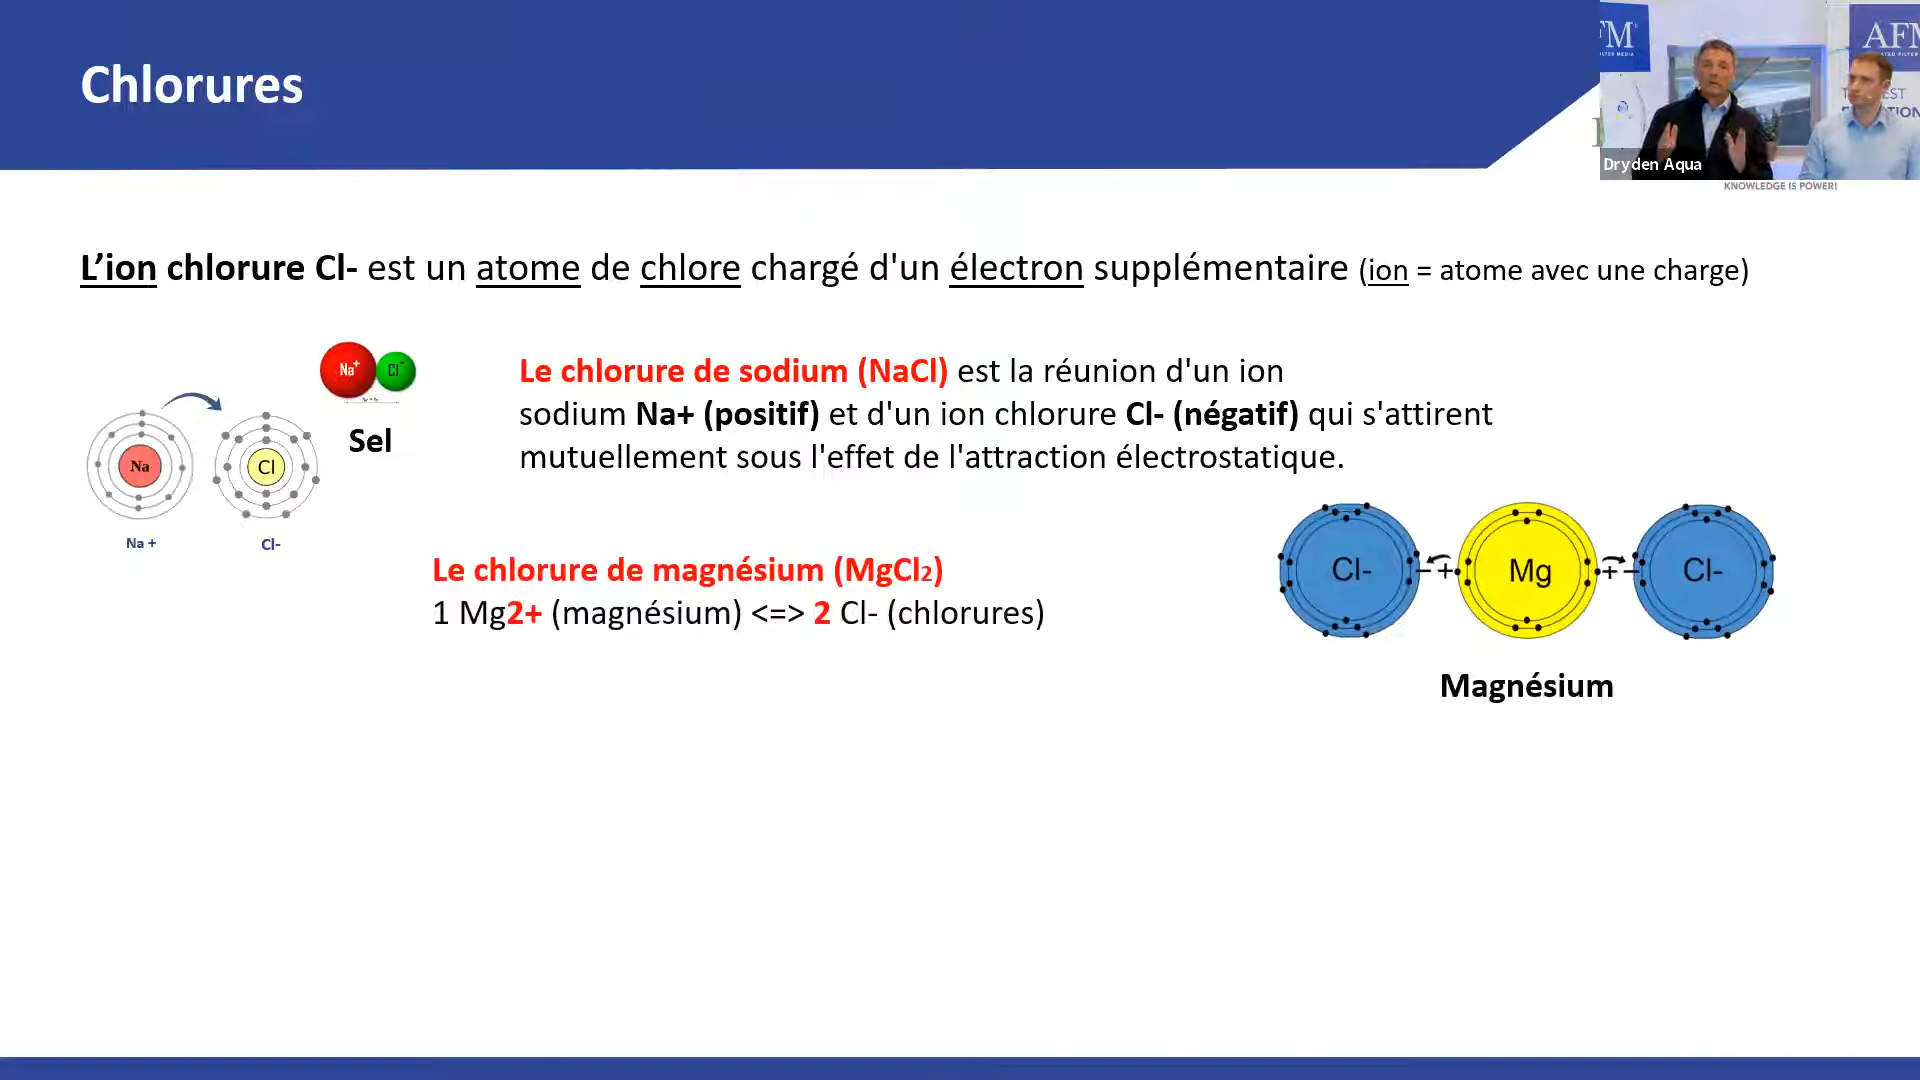 Chlorures
FM
AFM
Dryden Aqua
KNOWLEDGE IS POWER!
L’ion chlorure Cl- est un atome de chlore chargé d'un électron supplémentaire (ion = atome avec une charge)
Na+ Cl-
Sel
Le chlorure de sodium (NaCl) est la réunion d'un ion
sodium Na+ (positif) et d'un ion chlorure Cl- (négatif) qui s'attirent
mutuellement sous l'effet de l'attraction électrostatique.
Na Cl
Na + Cl-
Le chlorure de magnésium (MgCl2)
1 Mg2+ (magnésium) <=> 2 Cl- (chlorures)
Cl- − + Mg + − Cl-
Magnésium